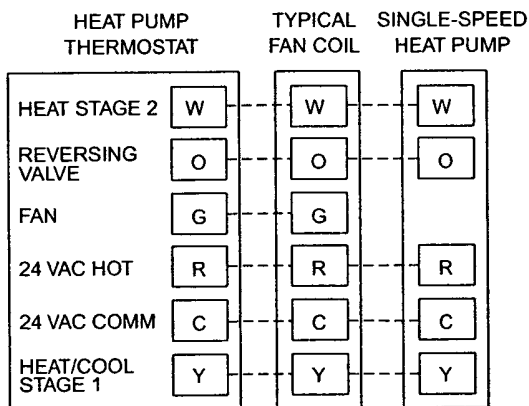 HEAT PUMP THERMOSTAT
TYPICAL FAN COIL
SINGLE-SPEED HEAT PUMP
HEAT STAGE 2 W W W
REVERSING VALVE O O O
FAN G G
24 VAC HOT R R R
24 VAC COMM C C C
HEAT/COOL STAGE 1 Y Y Y